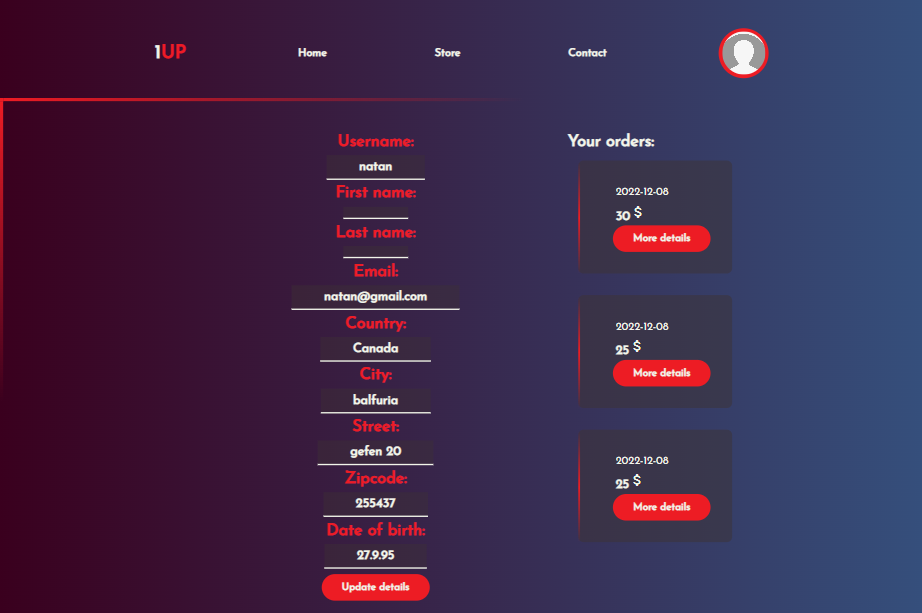 1UP
Home
Store
Contact
Username:
natan
First name:
Last name:
Email:
natan@gmail.com
Country:
Canada
City:
balfuria
Street:
gefen 20
Zipcode:
255437
Date of birth:
27.9.95
Update details
Your orders:
2022-12-08
30 $
More details
2022-12-08
25 $
More details
2022-12-08
25 $
More details